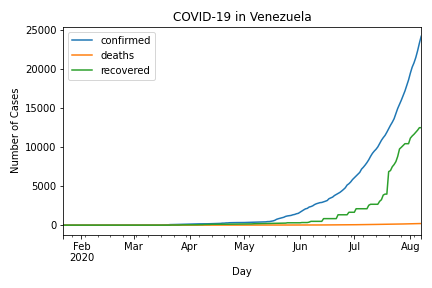 COVID-19 in Venezuela
25000
20000
15000
10000
5000
0
Number of Cases
confirmed
deaths
recovered
Feb Mar Apr May Jun Jul Aug
2020
Day